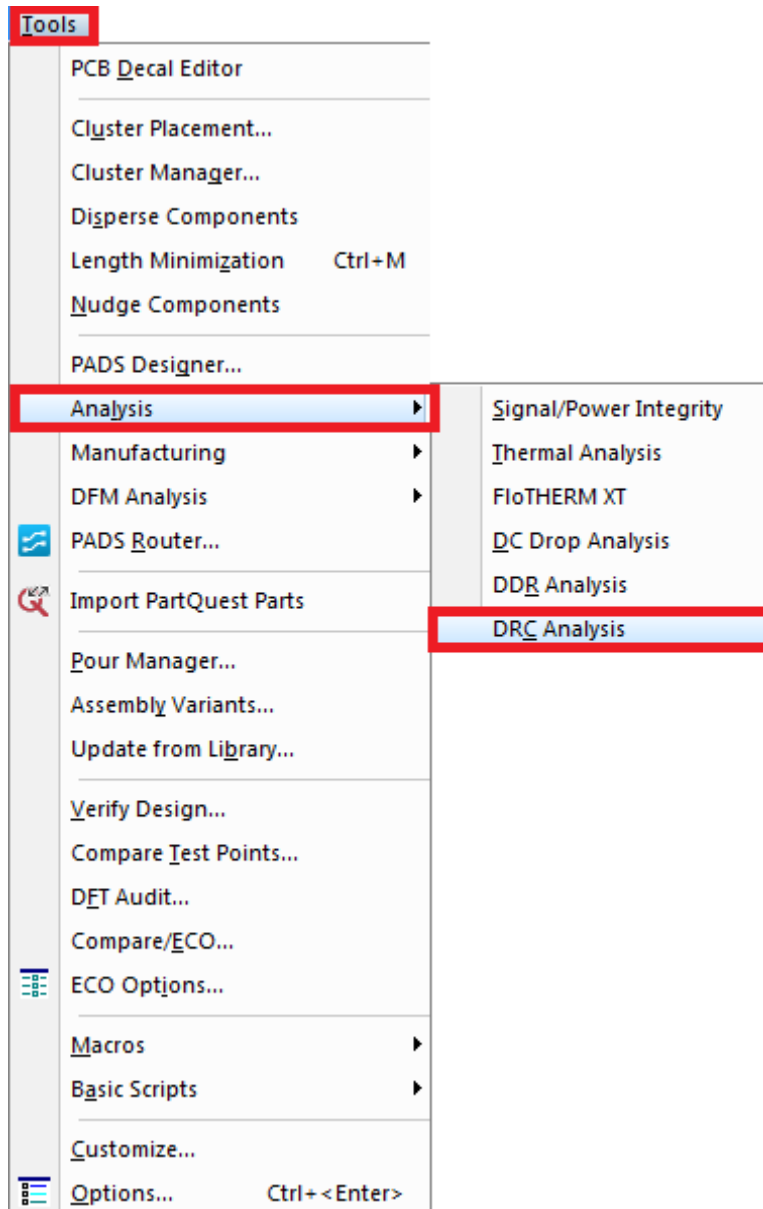 Tools
PCB Decal Editor
Cluster Placement...
Cluster Manager...
Disperse Components
Length Minimization Ctrl+M
Nudge Components
PADS Designer...
Analysis
Manufacturing
DFM Analysis
PADS Router...
Import PartQuest Parts
Pour Manager...
Assembly Variants...
Update from Library...
Verify Design...
Compare Test Points...
DFT Audit...
Compare/ECO...
ECO Options...
Macros
Basic Scripts
Customize...
Options... Ctrl+<Enter>
Signal/Power Integrity
Thermal Analysis
FloTHERM XT
DC Drop Analysis
DDR Analysis
DRC Analysis